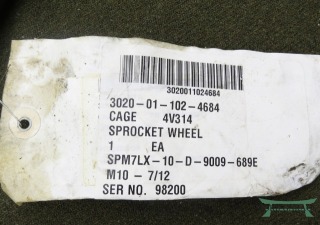 3020011024684
3020-01-102-4684
CAGE 4V314
SPROCKET WHEEL
1 EA
SPM7LX-10-D-9009-689E
M10 - 7/12
SER NO. 98200